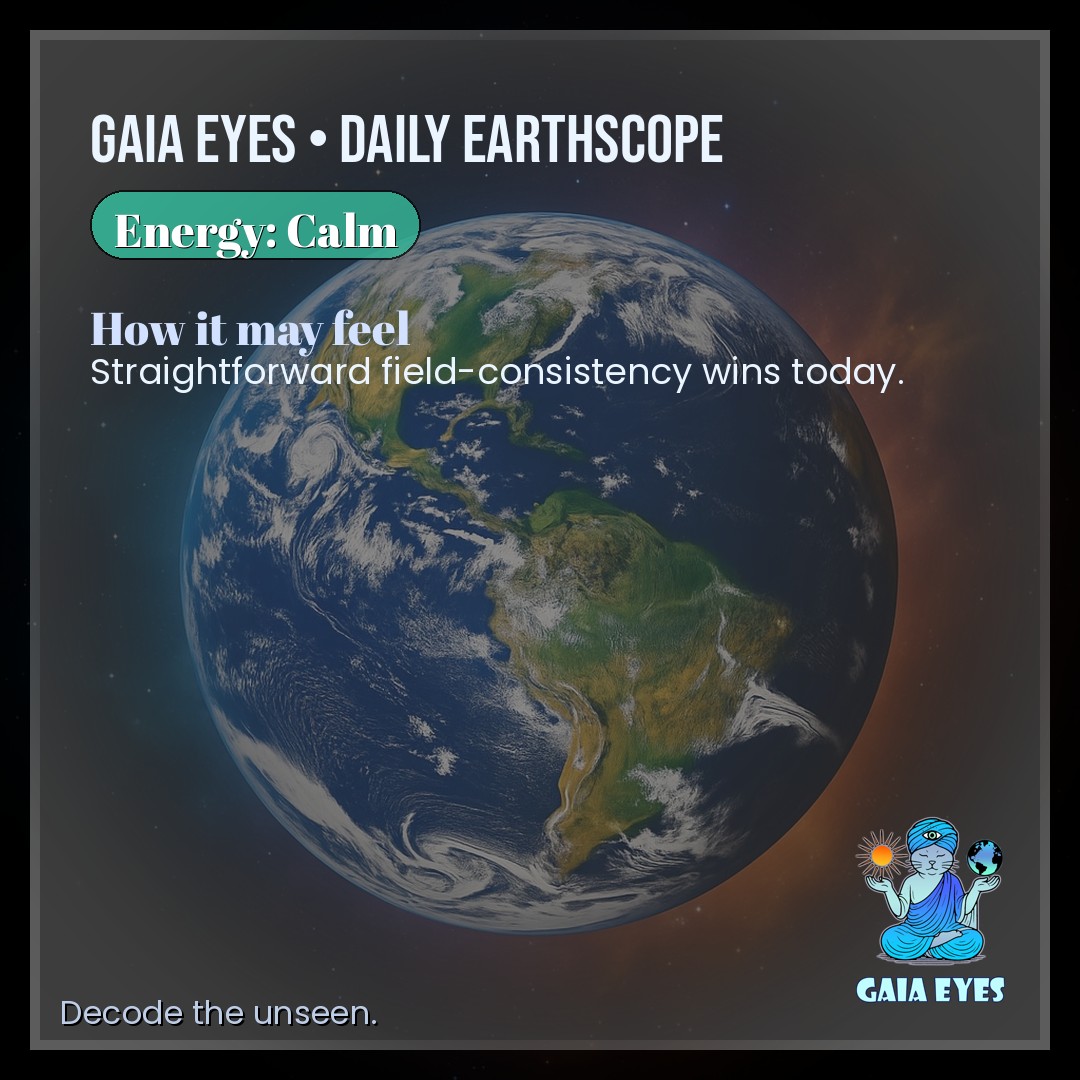 GAIA EYES • DAILY EARTHSCOPE
Energy: Calm
How it may feel
Straightforward field-consistency wins today.
GAIA EYES
Decode the unseen.